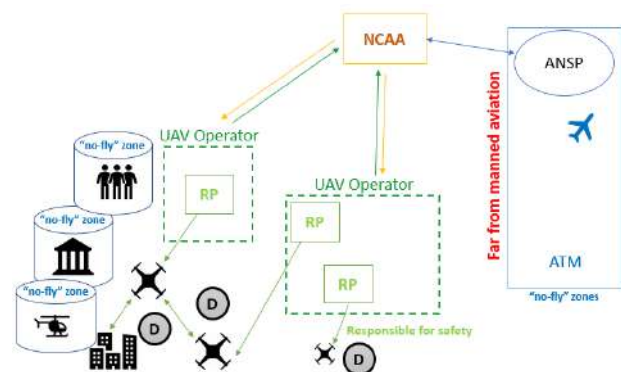 NCAA
ANSP
Far from manned aviation
UAV Operator
"no-fly" zone
RP
UAV Operator
"no-fly" zone
RP
RP
ATM
"no-fly" zone
"no-fly" zones
D
D
Responsible for safety
D